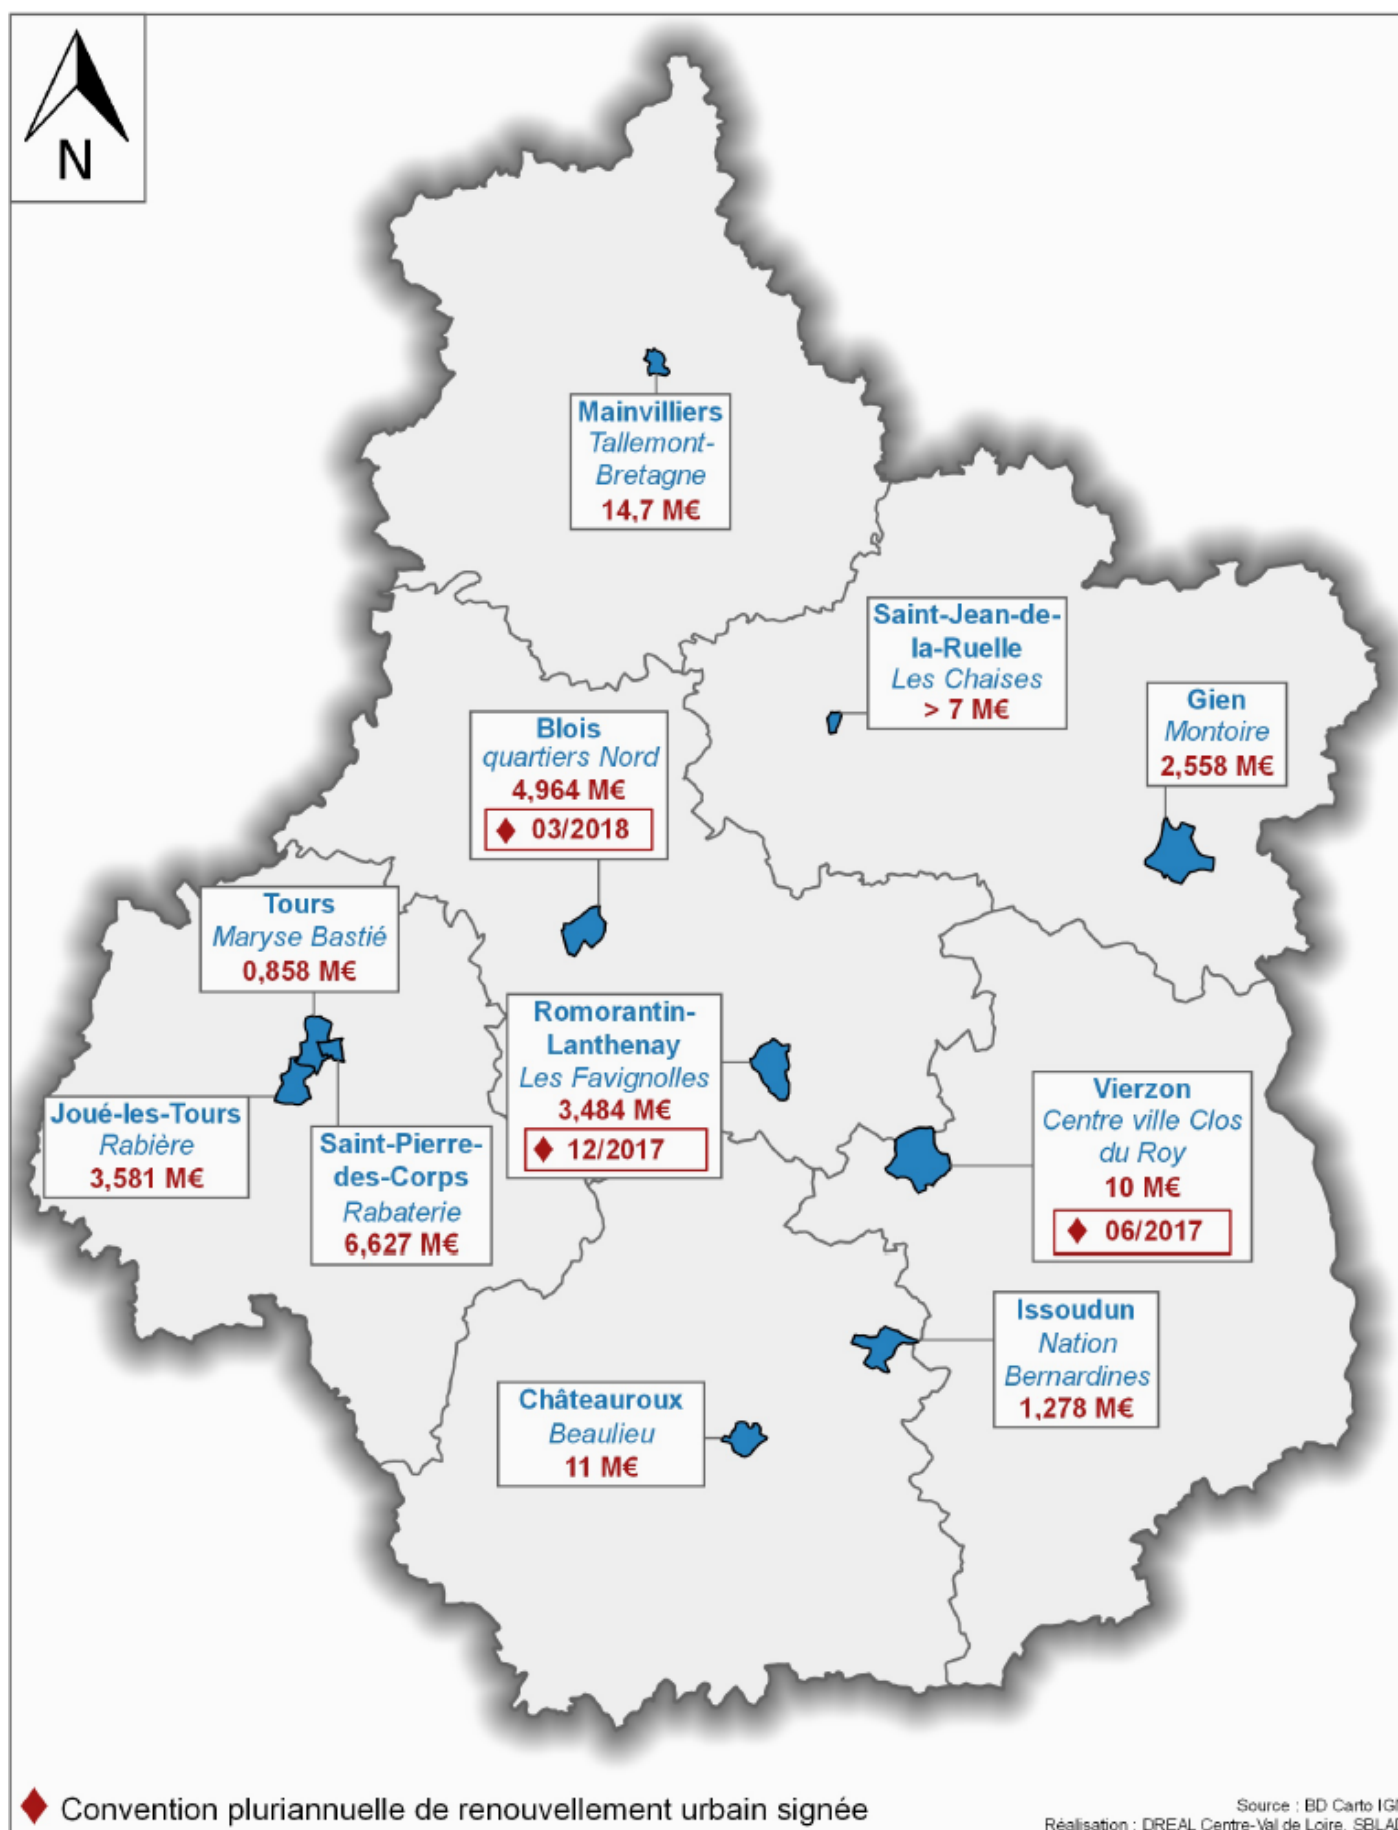 N
Mainvilliers
Tallemont-
Bretagne
14,7 M€
Saint-Jean-de-
la-Ruelle
Les Chaises
> 7 M€
Gien
Montoire
2,558 M€
Blois
quartiers Nord
4,964 M€
03/2018
Tours
Maryse Bastié
0,858 M€
Romorantin-
Lanthenay
Les Favignolles
3,484 M€
12/2017
Joué-les-Tours
Rabière
3,581 M€
Saint-Pierre-
des-Corps
Rabaterie
6,627 M€
Vierzon
Centre ville Clos
du Roy
10 M€
06/2017
Issoudun
Nation
Bernardines
1,278 M€
Châteauroux
Beaulieu
11 M€
Convention pluriannuelle de renouvellement urbain signée
Source : BD Carto
Réalisation : DREAL Centre-Val de Loire,